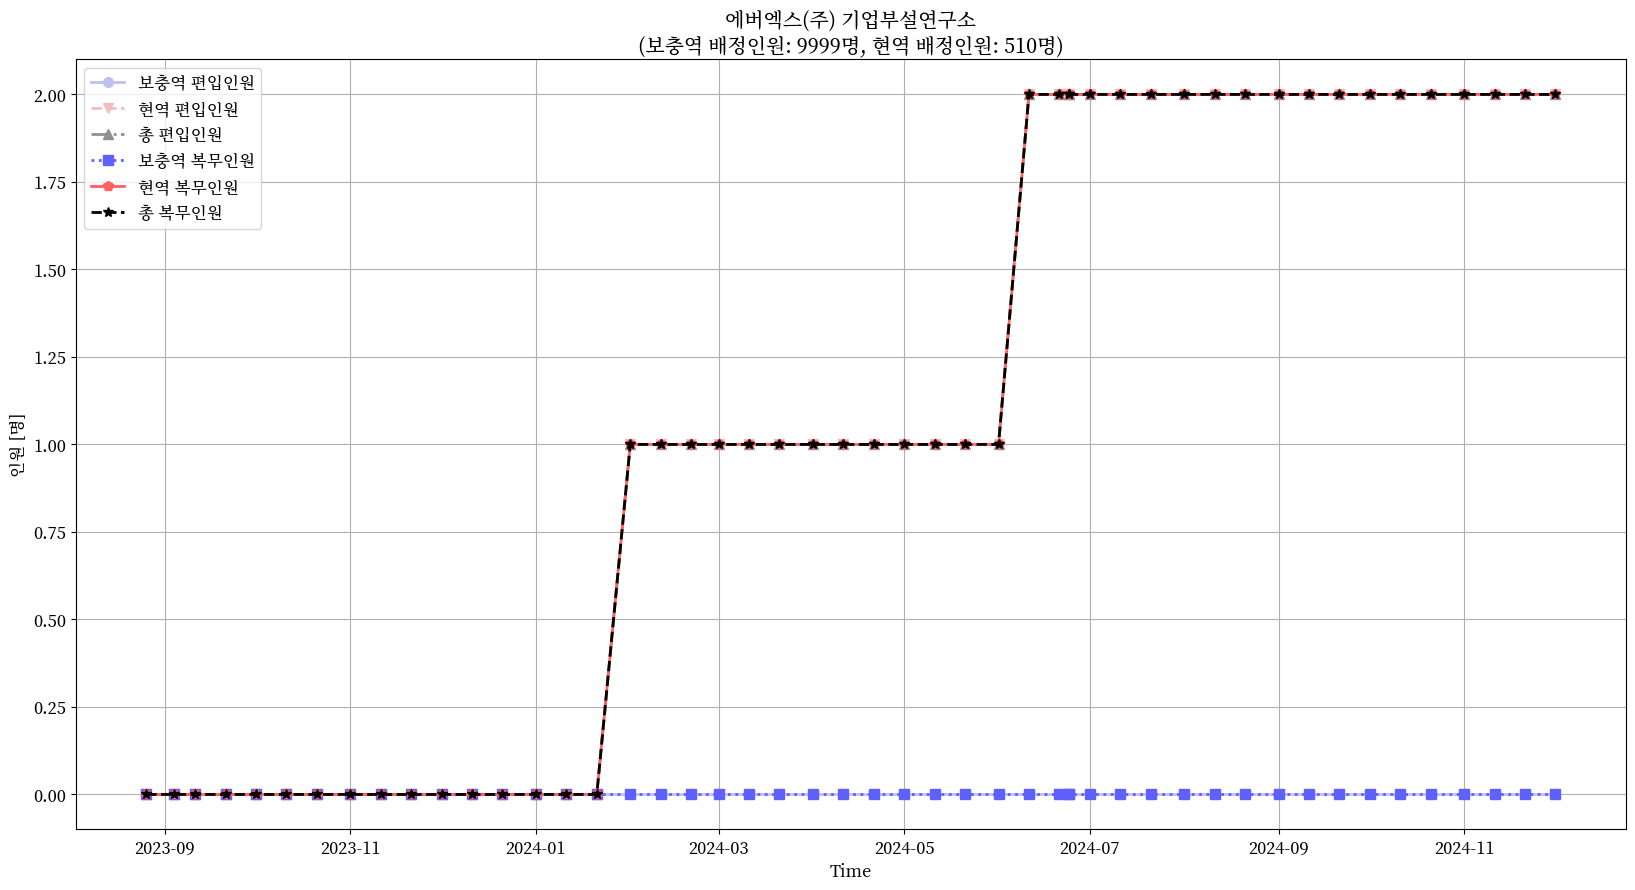 에버엑스(주) 기업부설연구소
(보충역 배정인원: 9999명, 현역 배정인원: 510명)
보충역 편입인원
현역 편입인원
총 편입인원
보충역 복무인원
현역 복무인원
총 복무인원
인원 [명]
2.00
1.75
1.50
1.25
1.00
0.75
0.50
0.25
0.00
2023-09 2023-11 2024-01 2024-03 2024-05 2024-07 2024-09 2024-11
Time